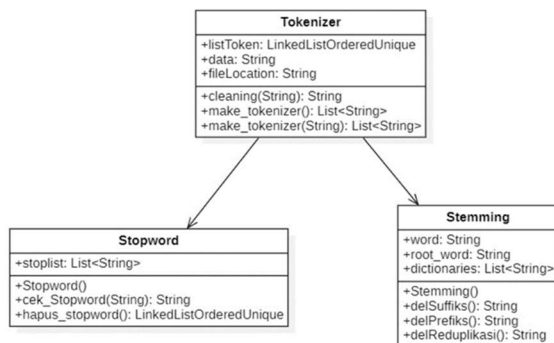 Tokenizer
+listToken: LinkedListOrderedUnique
+data: String
+fileLocation: String
+cleaning(String): String
+make_tokenizer(): List<String>
+make_tokenizer(String): List<String>
Stopword
+stoplist: List<String>
+Stopword()
+cek_Stopword(String): String
+hapus_stopword(): LinkedListOrderedUnique
Stemming
+word: String
+root_word: String
+dictionaries: List<String>
+Stemming()
+delSuffiks(): String
+delPrefiks(): String
+delReduplikasi(): String